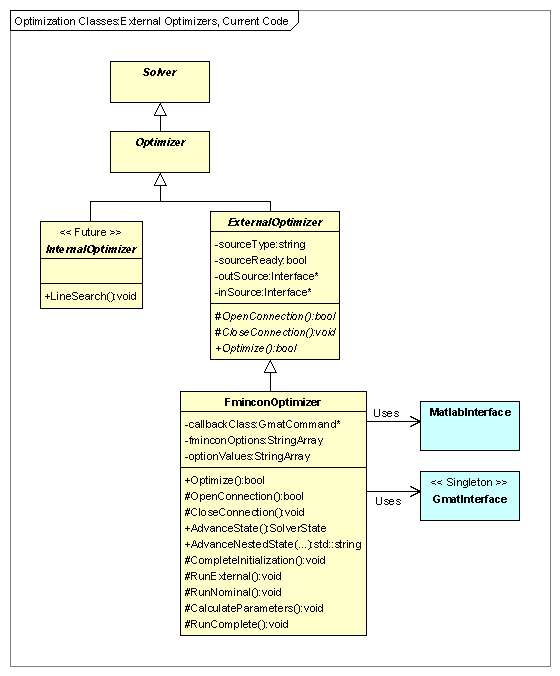 Optimization Classes:External Optimizers, Current Code
Solver
Optimizer
<< Future >>
InternalOptimizer
+LineSearch():void
ExternalOptimizer
-sourceType:string
-sourceReady:bool
-outSource:Interface*
-inSource:Interface*
#OpenConnection():bool
#CloseConnection():void
+Optimize():bool
FminconOptimizer
-callbackClass:GmatCommand*
-fminconOptions:StringArray
-optionValues:StringArray
+Optimize():bool
#OpenConnection():bool
#CloseConnection():void
+AdvanceState():SolverState
+AdvanceNestedState(...):std::string
#CompleteInitialization():void
#RunExternal():void
#RunNominal():void
#CalculateParameters():void
#RunComplete():void
Uses
MatlabInterface
Uses
<< Singleton >>
GmatInterface